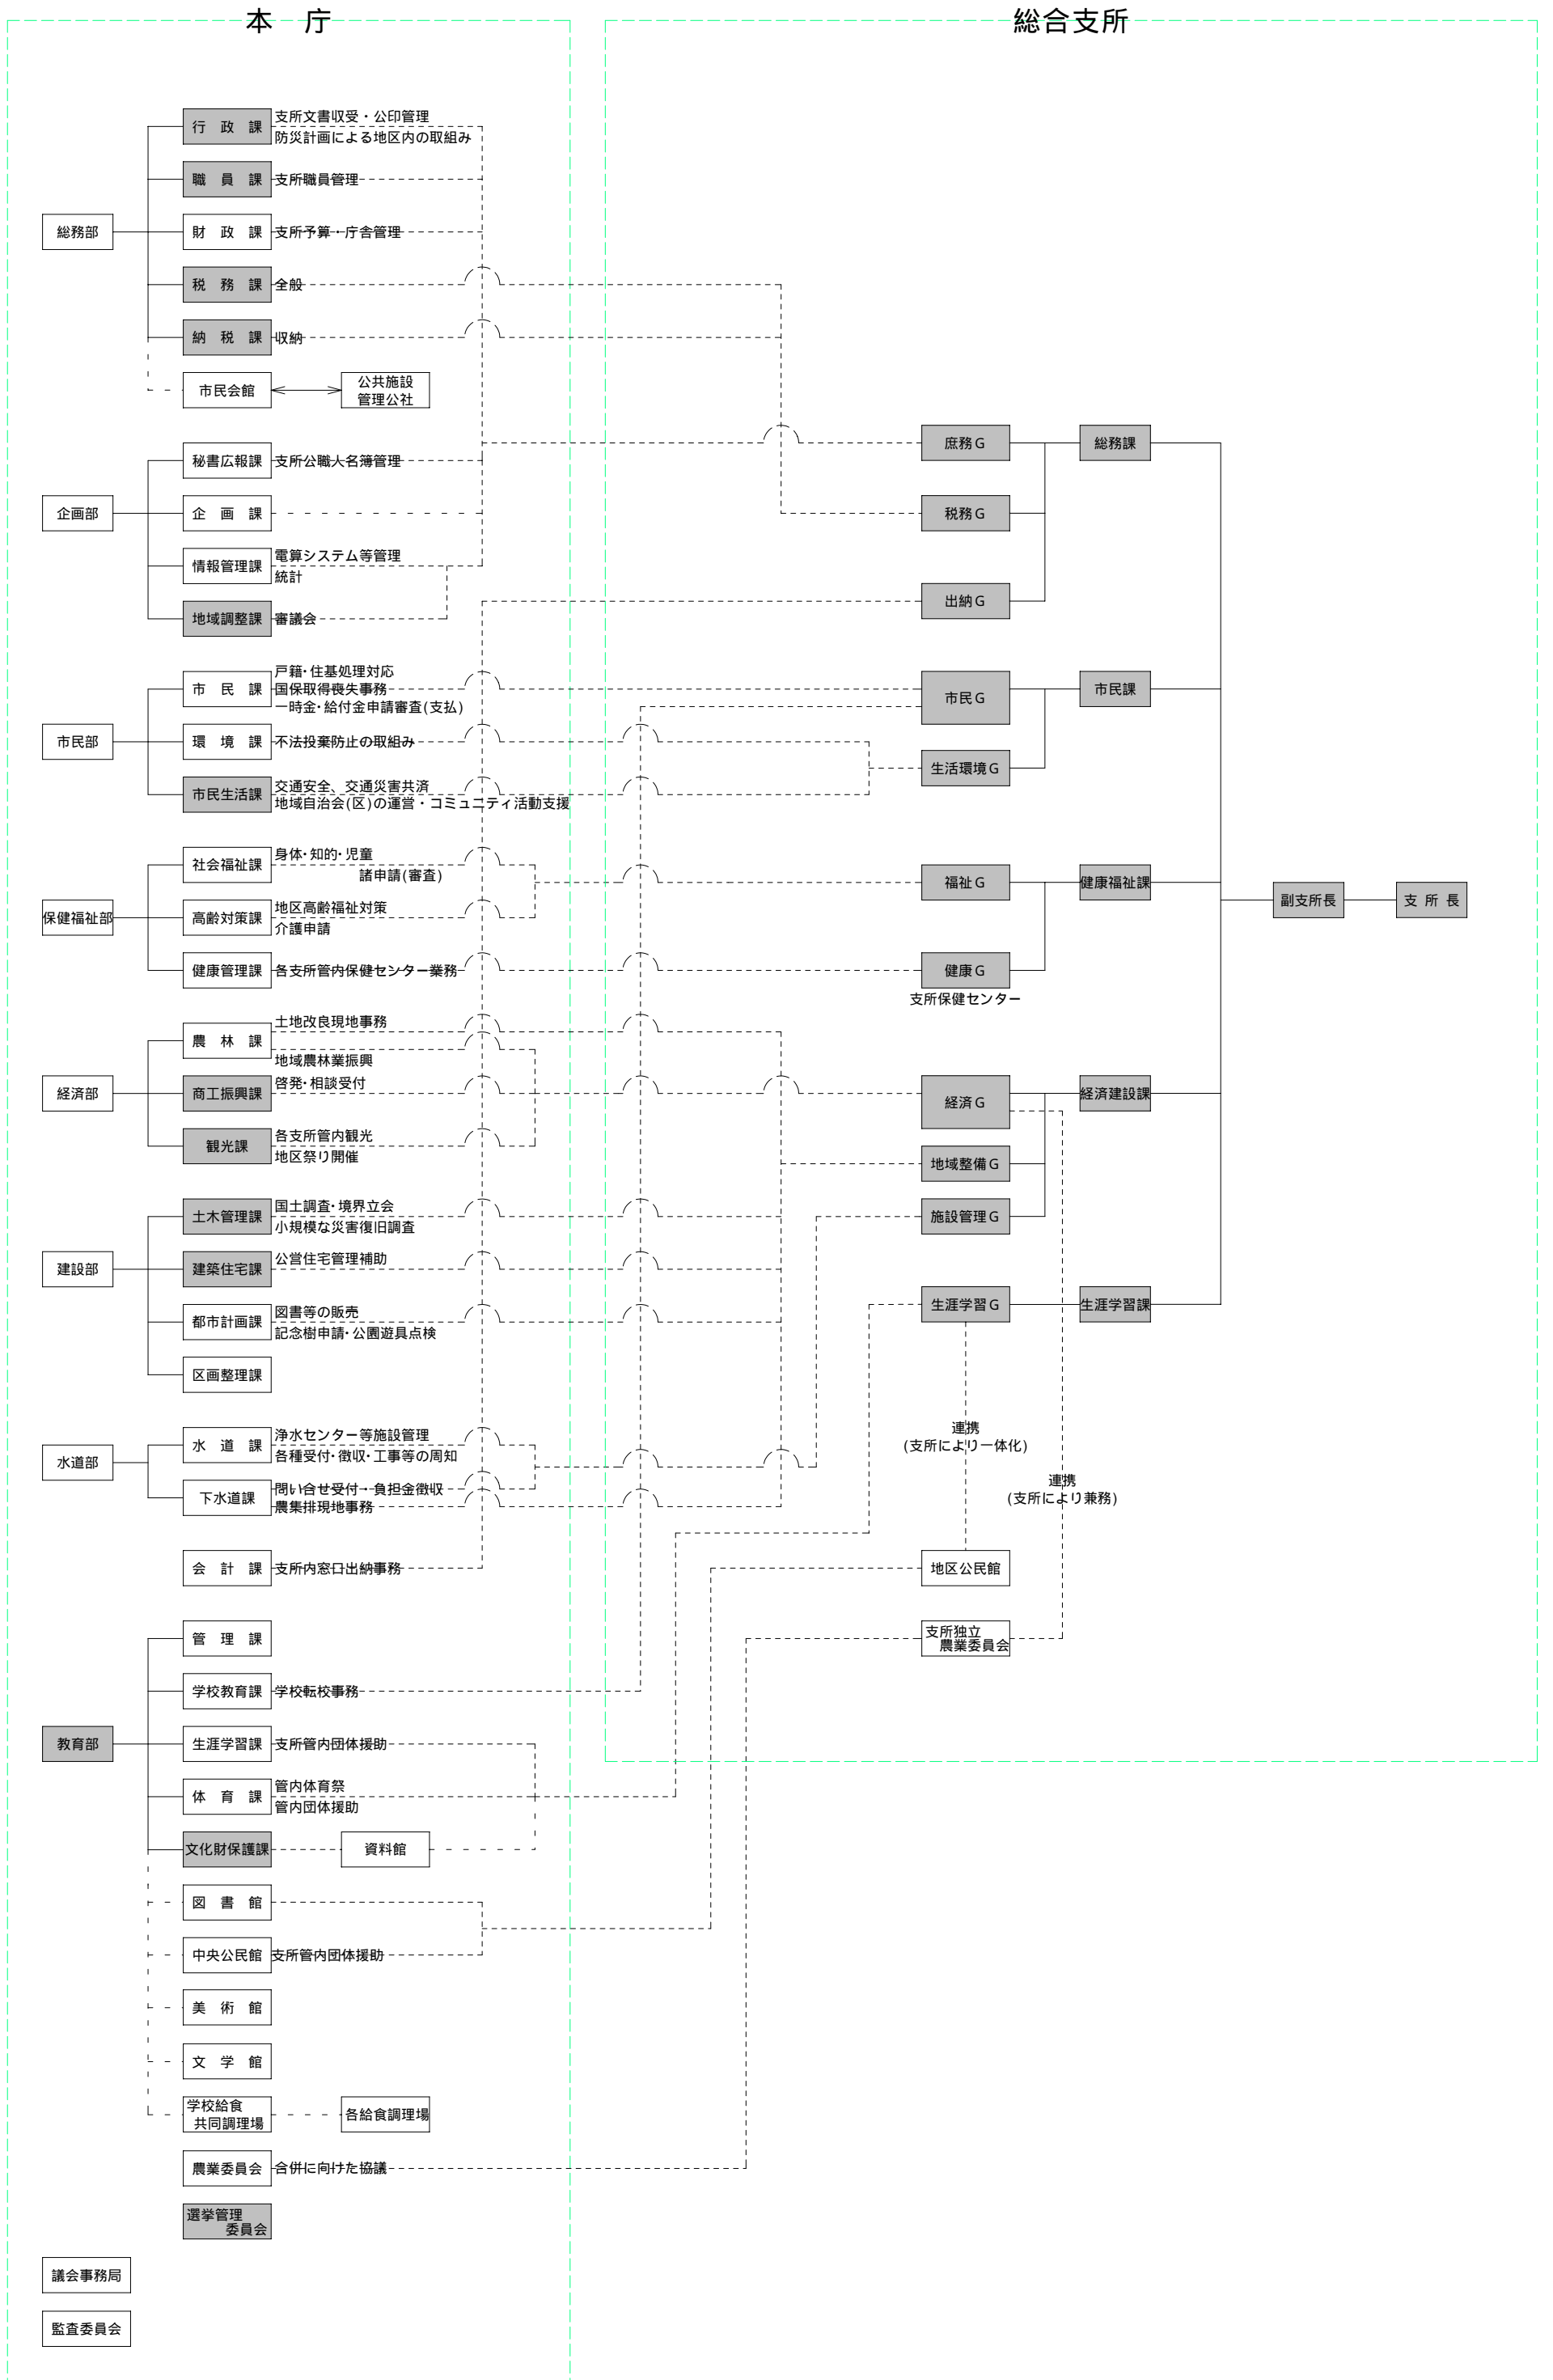 本　庁
総合支所
行　政　課
支所文書収受・公印管理
防災計画による地区内の取組み
職　員　課
支所職員管理
総務部
財　政　課
支所予算・庁舎管理
税　務　課
全般
納　税　課
収納
市民会館
公共施設
管理公社
秘書広報課
支所公職人名簿管理
企画部
企　画　課
情報管理課
電算システム等管理
統計
地域調整課
審議会
市　民　課
戸籍・住基処理対応
国保取得喪失事務
一時金・給付金申請審査(支払)
市民部
環　境　課
不法投棄防止の取組み
市民生活課
交通安全、交通災害共済
地域自治会(区)の運営・コミュニティ活動支援
社会福祉課
身体・知的・児童
諸申請(審査)
保健福祉部
高齢対策課
地区高齢福祉対策
介護申請
健康管理課
各支所管内保健センター業務
農　林　課
土地改良現地事務
地域農林業振興
経済部
商工振興課
啓発・相談受付
観光課
各支所管内観光
地区祭り開催
土木管理課
国土調査・境界立会
小規模な災害復旧調査
建設部
建築住宅課
公営住宅管理補助
都市計画課
図書等の販売
記念樹申請・公園遊具点検
区画整理課
水道部
水　道　課
浄水センター等施設管理
各種受付・徴収・工事等の周知
下水道課
問い合せ受付・負担金徴収
農集排現地事務
会　計　課
支所内窓口出納事務
管　理　課
学校教育課
学校転校事務
教育部
生涯学習課
支所管内団体援助
体　育　課
管内体育祭
管内団体援助
文化財保護課
資料館
図　書　館
中央公民館
支所管内団体援助
美　術　館
文　学　館
学校給食
共同調理場
各給食調理場
農業委員会
合併に向けた協議
選挙管理
委員会
議会事務局
監査委員会
庶務Ｇ
総務課
税務Ｇ
出納Ｇ
市民Ｇ
市民課
生活環境Ｇ
福祉Ｇ
健康福祉課
副支所長
支 所 長
健康Ｇ
支所保健センター
経済Ｇ
経済建設課
地域整備Ｇ
施設管理Ｇ
生涯学習Ｇ
生涯学習課
連携
(支所により一体化)
連携
(支所により兼務)
地区公民館
支所独立
農業委員会